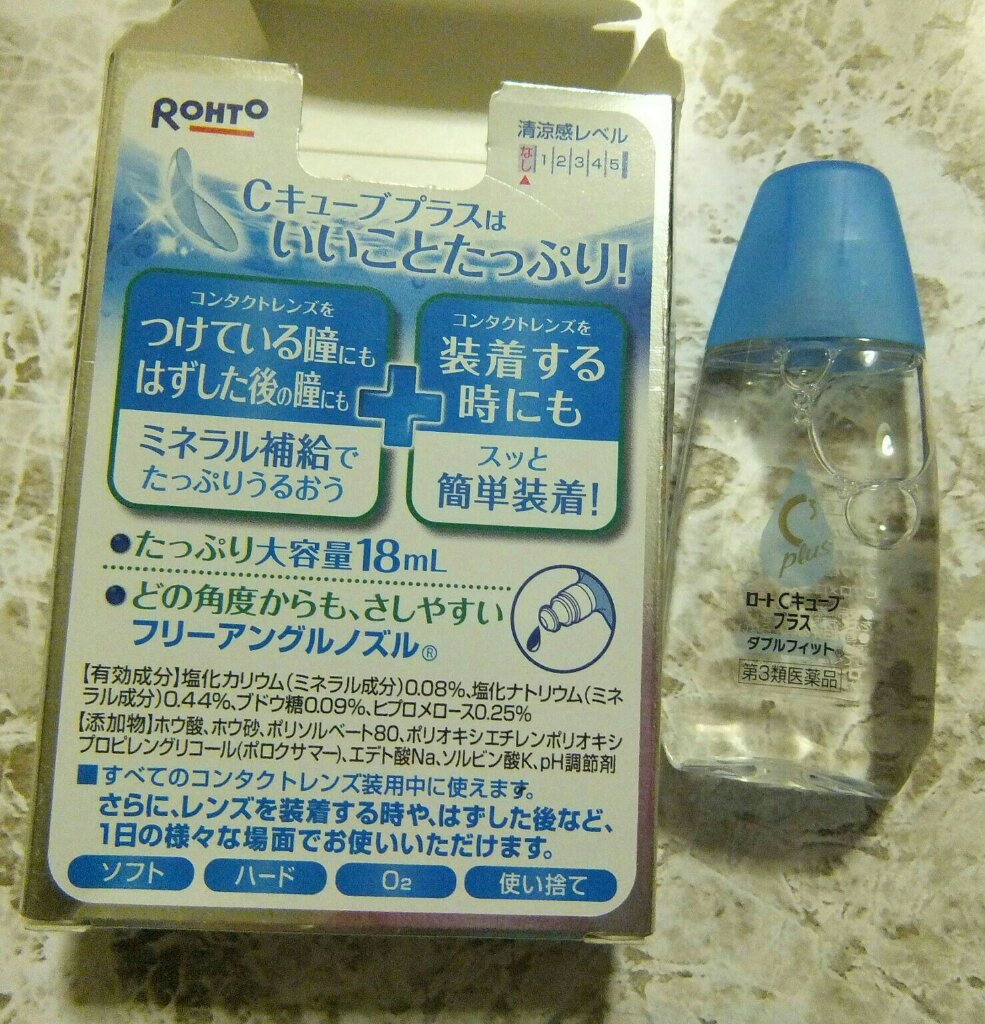 ROHTO
清涼感レベル
なし 1 2 3 4 5
Cキューブプラスは
いいことたっぷり!
コンタクトレンズを
つけている瞳にも
はずした後の瞳にも
ミネラル補給で
たっぷりうるおう
コンタクトレンズを
装着する
時にも
スッと
簡単装着!
●たっぷり大容量18mL
●どの角度からも、さしやすい
フリーアングルノズル®
【有効成分】塩化カリウム(ミネラル成分)0.08%、塩化ナトリウム(ミネ
ラル成分)0.44%、ブドウ糖0.09%、ヒプロメロース0.25%
【添加物】ホウ酸、ホウ砂、ポリソルベート80、ポリオキシエチレンポリオキシ
プロピレングリコール(ポロクサマー)、エデト酸Na、ソルビン酸K、pH調節剤
■すべてのコンタクトレンズ装用中に使えます。
さらに、レンズを装着する時や、はずした後など、
1日の様々な場面でお使いいただけます。
ソフト
ハード
O₂
使い捨て
C³
plus
ロートCキューブ
プラス
ダブルフィット
第3類医薬品